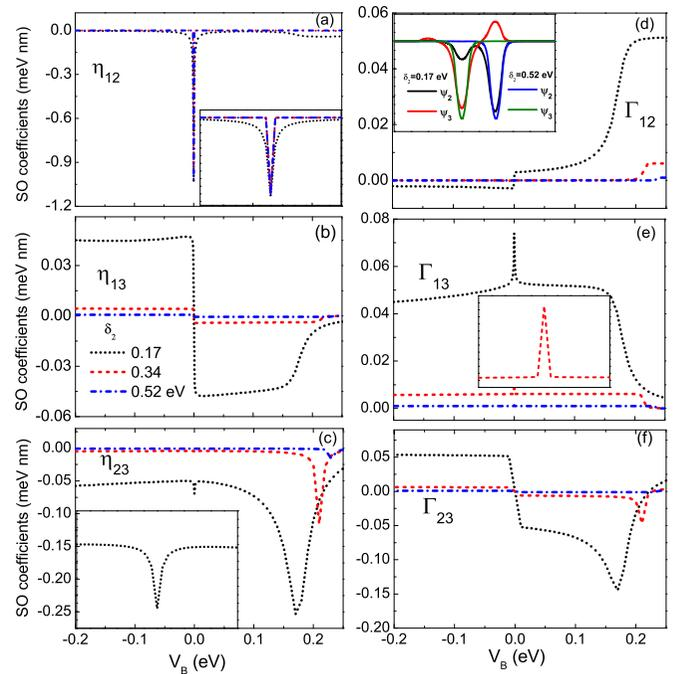 (a)
η12
SO coefficients (meV nm)
0.0
-0.3
-0.6
-0.9
-1.2
(d)
Γ12
0.06
0.04
0.02
0.00
δ2=0.17 eV
δ2=0.52 eV
ψ2
ψ2
ψ3
ψ3
(b)
η13
SO coefficients (meV nm)
0.03
0.00
-0.03
-0.06
δ2
0.17
0.34
0.52 eV
(e)
Γ13
0.08
0.06
0.04
0.02
0.00
(c)
η23
SO coefficients (meV nm)
0.00
-0.05
-0.10
-0.15
-0.20
-0.25
-0.2 -0.1 0.0 0.1 0.2
VB (eV)
(f)
Γ23
0.05
0.00
-0.05
-0.10
-0.15
-0.20
-0.2 -0.1 0.0 0.1 0.2
VB (eV)